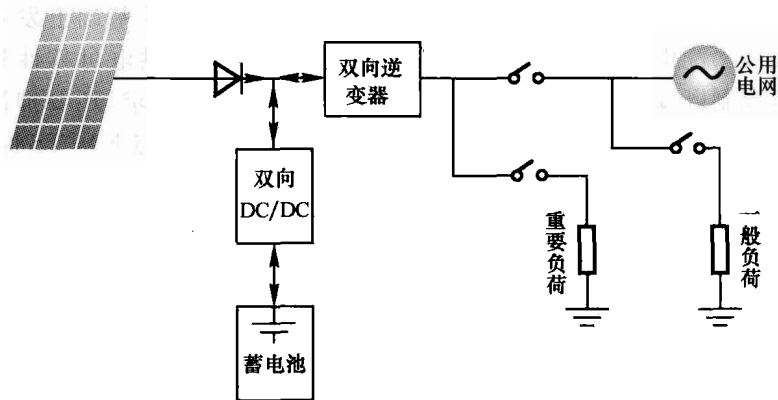 双向逆
变器
公用
电网
双向
DC/DC
重要负荷
一般负荷
蓄电池